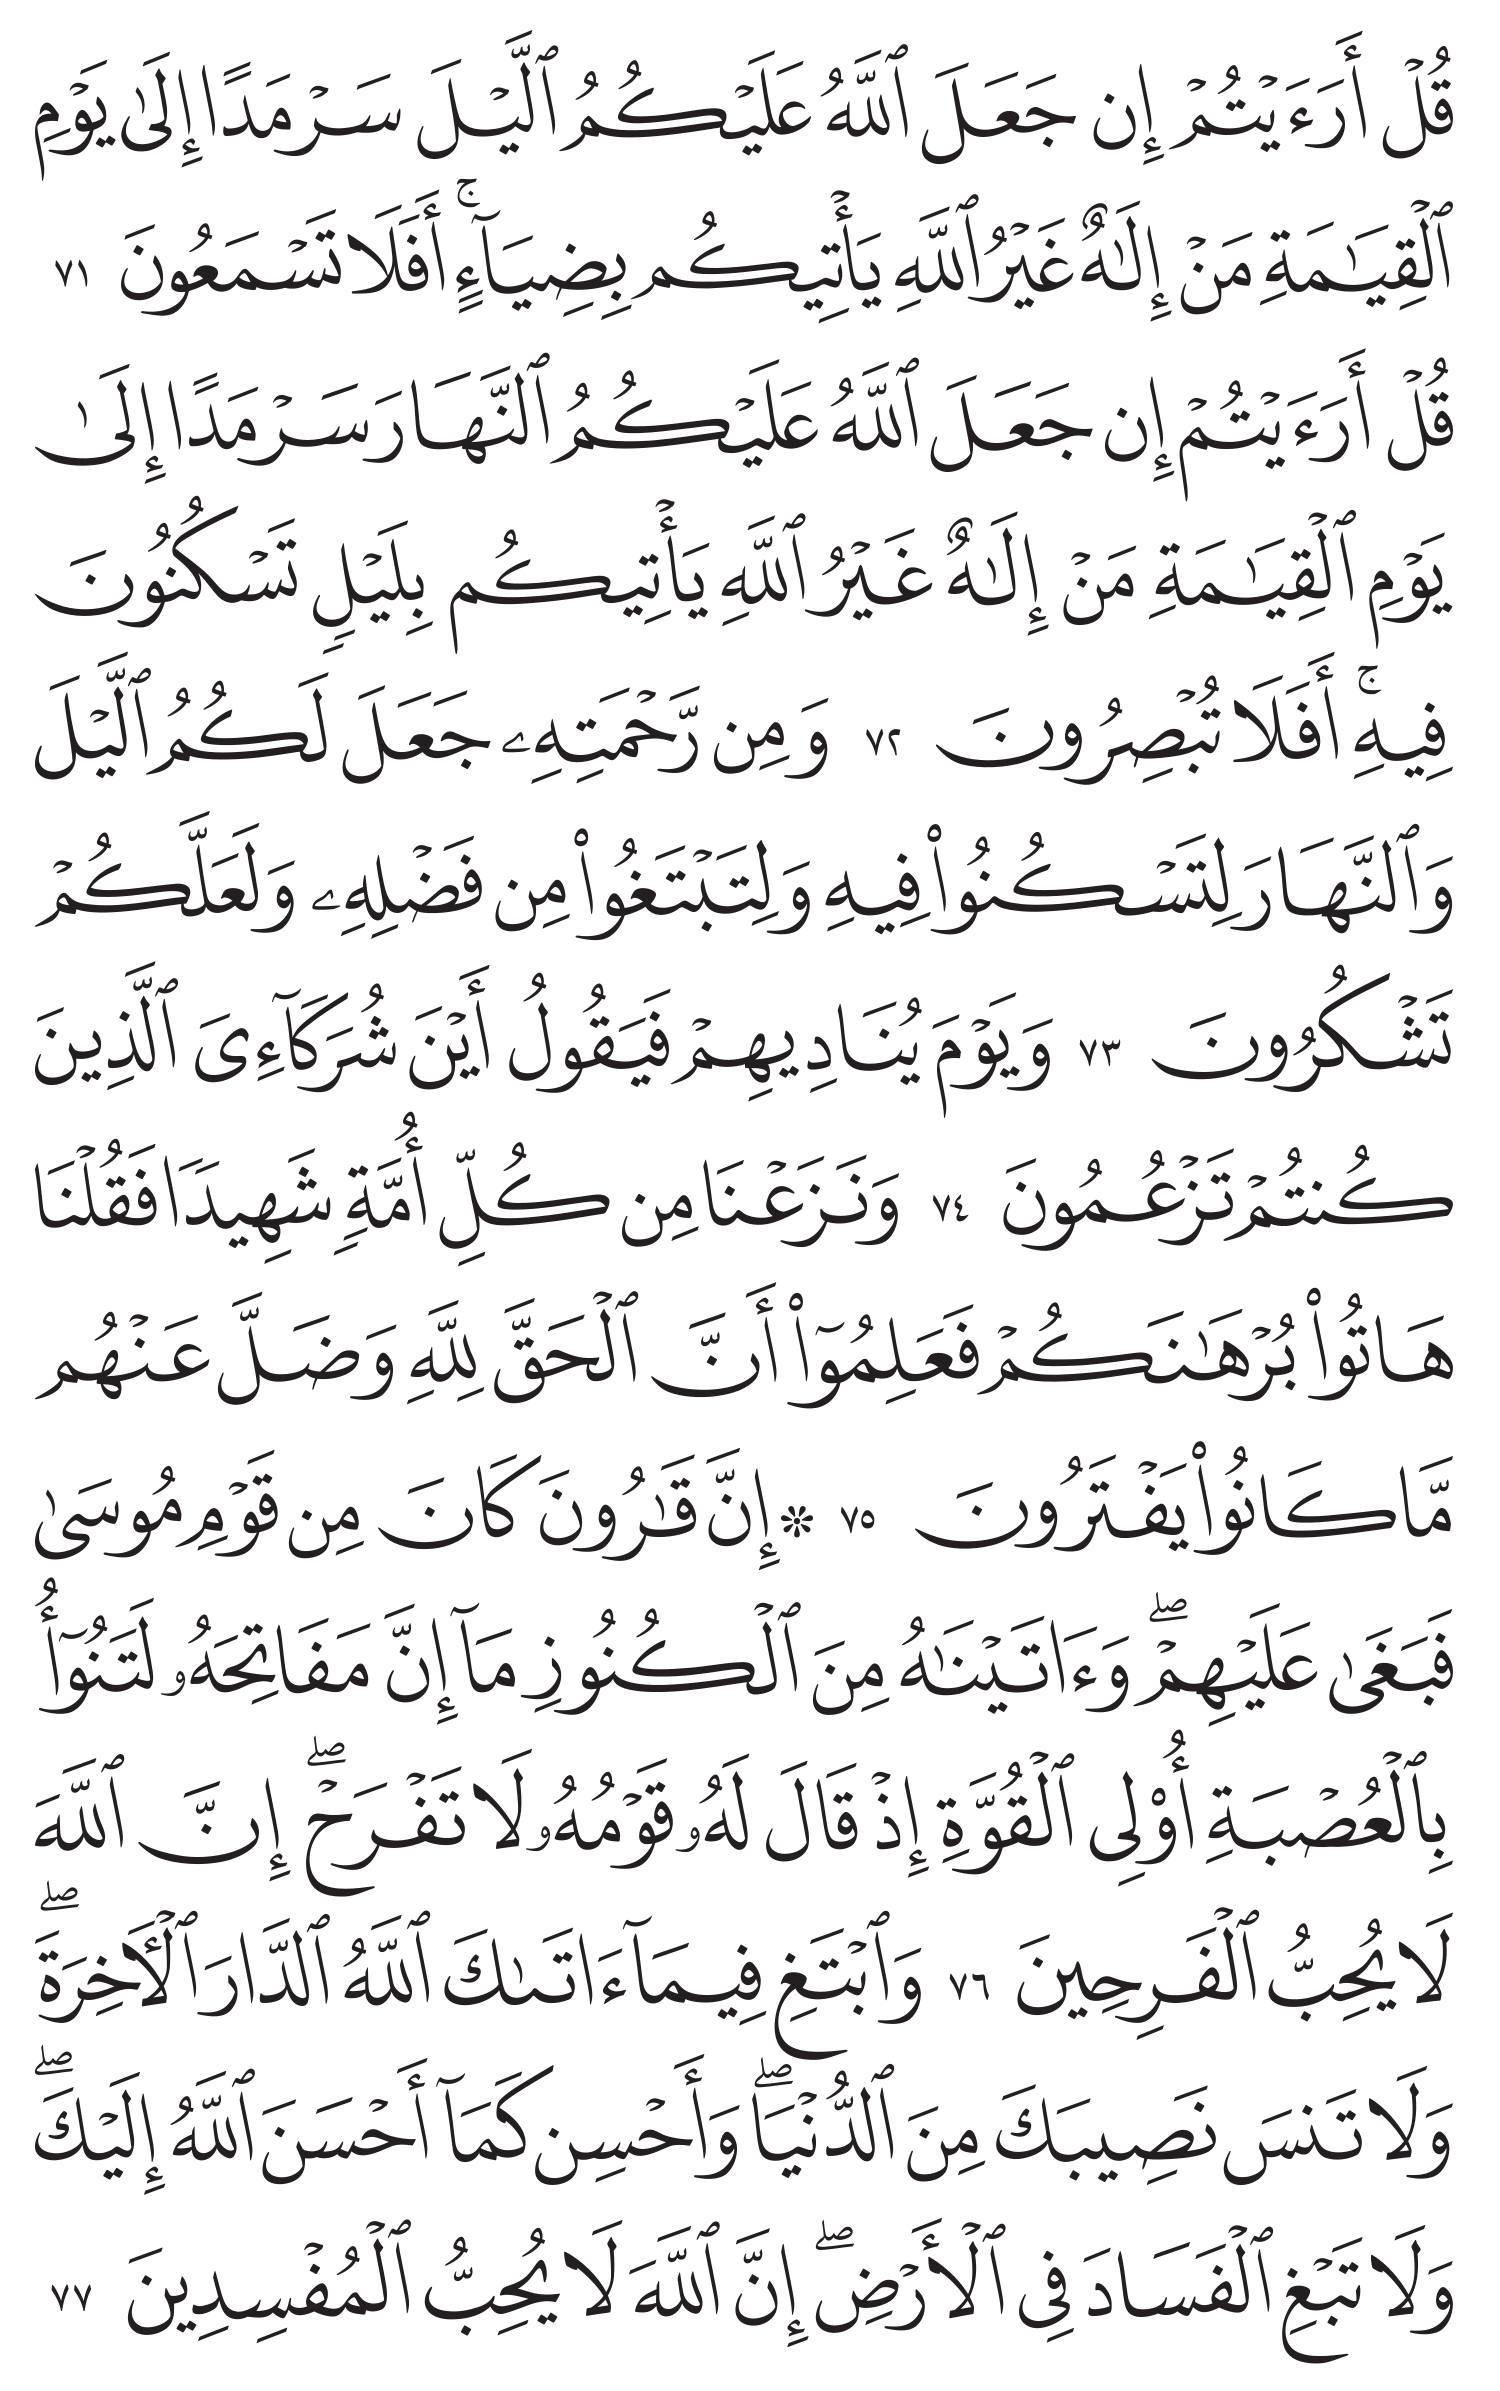 قُلۡ أَرَءَيۡتُمۡ إِن جَعَلَ ٱللَّهُ عَلَيۡكُمُ ٱلَّيۡلَ سَرۡمَدًا إِلَىٰ يَوۡمِ
ٱلۡقِيَٰمَةِ مَنۡ إِلَٰهٌ غَيۡرُ ٱللَّهِ يَأۡتِيكُم بِضِيَآءٍۚ أَفَلَا تَسۡمَعُونَ ٧١
قُلۡ أَرَءَيۡتُمۡ إِن جَعَلَ ٱللَّهُ عَلَيۡكُمُ ٱلنَّهَارَ سَرۡمَدًا إِلَىٰ
يَوۡمِ ٱلۡقِيَٰمَةِ مَنۡ إِلَٰهٌ غَيۡرُ ٱللَّهِ يَأۡتِيكُم بِلَيۡلٖ تَسۡكُنُونَ
فِيهِۚ أَفَلَا تُبۡصِرُونَ ٧٢ وَمِن رَّحۡمَتِهِۦ جَعَلَ لَكُمُ ٱلَّيۡلَ
وَٱلنَّهَارَ لِتَسۡكُنُواْ فِيهِ وَلِتَبۡتَغُواْ مِن فَضۡلِهِۦ وَلَعَلَّكُمۡ
تَشۡكُرُونَ ٧٣ وَيَوۡمَ يُنَادِيهِمۡ فَيَقُولُ أَيۡنَ شُرَكَآءِيَ ٱلَّذِينَ
كُنتُمۡ تَزۡعُمُونَ ٧٤ وَنَزَعۡنَا مِن كُلِّ أُمَّةٖ شَهِيدٗا فَقُلۡنَا
هَاتُواْ بُرۡهَٰنَكُمۡ فَعَلِمُوٓاْ أَنَّ ٱلۡحَقَّ لِلَّهِ وَضَلَّ عَنۡهُم
مَّا كَانُواْ يَفۡتَرُونَ ٧٥ ۞إِنَّ قَٰرُونَ كَانَ مِن قَوۡمِ مُوسَىٰ
فَبَغَىٰ عَلَيۡهِمۡۖ وَءَاتَيۡنَٰهُ مِنَ ٱلۡكُنُوزِ مَآ إِنَّ مَفَاتِحَهُۥ لَتَنُوٓأُ
بِٱلۡعُصۡبَةِ أُوْلِي ٱلۡقُوَّةِ إِذۡ قَالَ لَهُۥ قَوۡمُهُۥ لَا تَفۡرَحۡۖ إِنَّ ٱللَّهَ
لَا يُحِبُّ ٱلۡفَرِحِينَ ٧٦ وَٱبۡتَغِ فِيمَآ ءَاتَىٰكَ ٱللَّهُ ٱلدَّارَ ٱلۡأٓخِرَةَۖ
وَلَا تَنسَ نَصِيبَكَ مِنَ ٱلدُّنۡيَاۖ وَأَحۡسِن كَمَآ أَحۡسَنَ ٱللَّهُ إِلَيۡكَۖ
وَلَا تَبۡغِ ٱلۡفَسَادَ فِي ٱلۡأَرۡضِۖ إِنَّ ٱللَّهَ لَا يُحِبُّ ٱلۡمُفۡسِدِينَ ٧٧